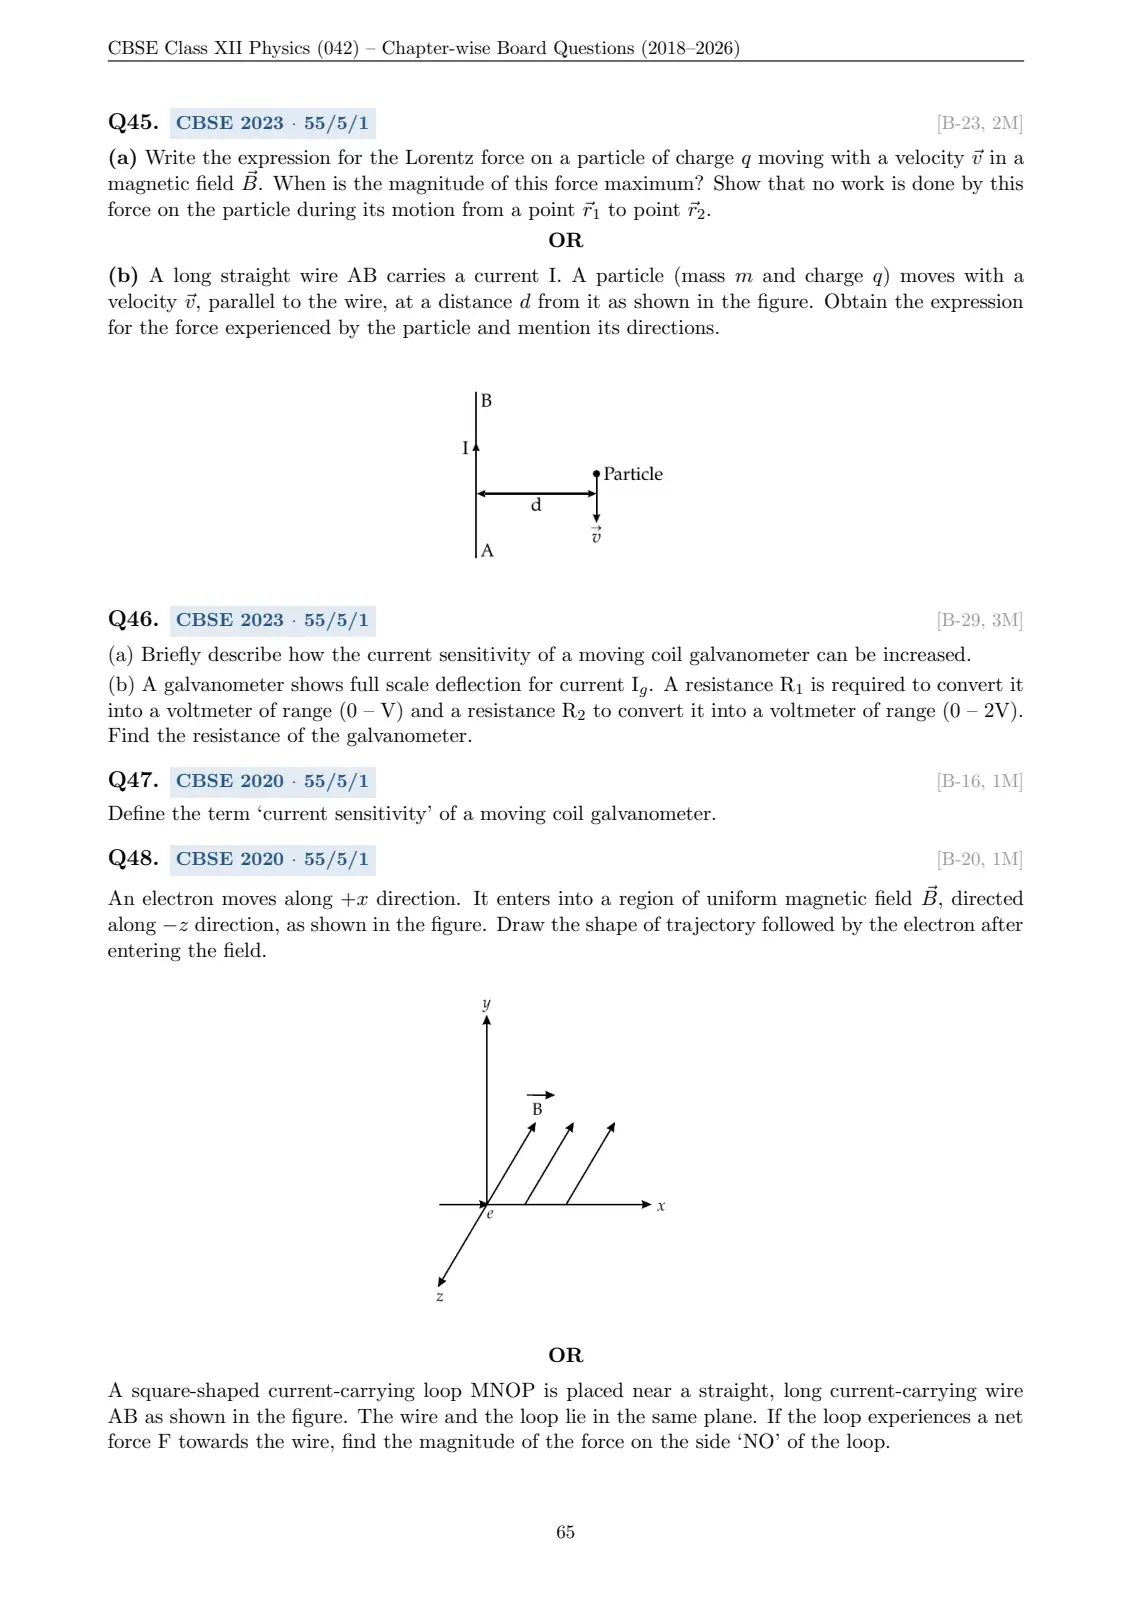 CBSE Class XII Physics (042) – Chapter-wise Board Questions (2018–2026)
Q45. CBSE 2023 · 55/5/1 [B-23, 2M]
(a) Write the expression for the Lorentz force on a particle of charge q moving with a velocity v⃗ in a
magnetic field B⃗. When is the magnitude of this force maximum? Show that no work is done by this
force on the particle during its motion from a point r⃗₁ to point r⃗₂.
OR
(b) A long straight wire AB carries a current I. A particle (mass m and charge q) moves with a
velocity v⃗, parallel to the wire, at a distance d from it as shown in the figure. Obtain the expression
for the force experienced by the particle and mention its directions.
B
I
Particle
d
v⃗
A
Q46. CBSE 2023 · 55/5/1 [B-29, 3M]
(a) Briefly describe how the current sensitivity of a moving coil galvanometer can be increased.
(b) A galvanometer shows full scale deflection for current I_g. A resistance R₁ is required to convert it
into a voltmeter of range (0 – V) and a resistance R₂ to convert it into a voltmeter of range (0 – 2V).
Find the resistance of the galvanometer.
Q47. CBSE 2020 · 55/5/1 [B-16, 1M]
Define the term ‘current sensitivity’ of a moving coil galvanometer.
Q48. CBSE 2020 · 55/5/1 [B-20, 1M]
An electron moves along +x direction. It enters into a region of uniform magnetic field B⃗, directed
along −z direction, as shown in the figure. Draw the shape of trajectory followed by the electron after
entering the field.
y
B
x
e
z
OR
A square-shaped current-carrying loop MNOP is placed near a straight, long current-carrying wire
AB as shown in the figure. The wire and the loop lie in the same plane. If the loop experiences a net
force F towards the wire, find the magnitude of the force on the side ‘NO’ of the loop.
65